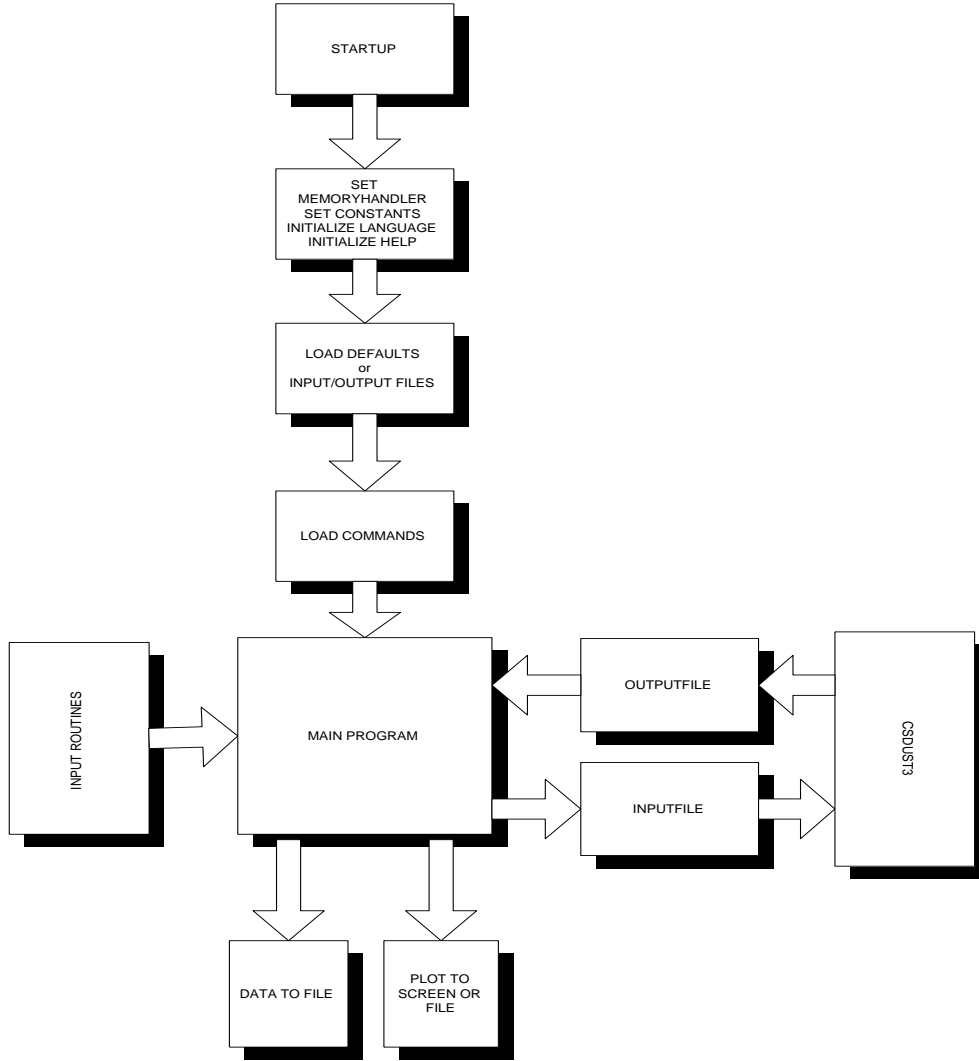 STARTUP
SET
MEMORYHANDLER
SET CONSTANTS
INITIALIZE LANGUAGE
INITIALIZE HELP
LOAD DEFAULTS
or
INPUT/OUTPUT FILES
LOAD COMMANDS
INPUT ROUTINES
MAIN PROGRAM
OUTPUTFILE
INPUTFILE
CSDUST3
DATA TO FILE
PLOT TO
SCREEN OR
FILE